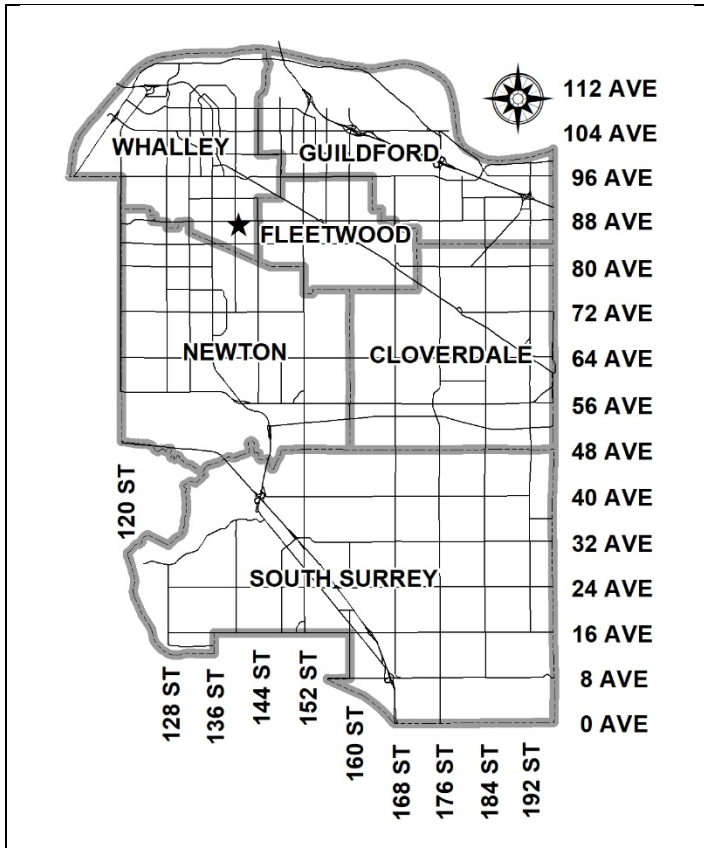 112 AVE
104 AVE
WHALLEY
GUILDFORD
96 AVE
88 AVE
FLEETWOOD
80 AVE
72 AVE
NEWTON
CLOVERDALE
64 AVE
56 AVE
48 AVE
120 ST
40 AVE
32 AVE
SOUTH SURREY
24 AVE
16 AVE
8 AVE
0 AVE
128 ST
136 ST
144 ST
152 ST
160 ST
168 ST
176 ST
184 ST
192 ST